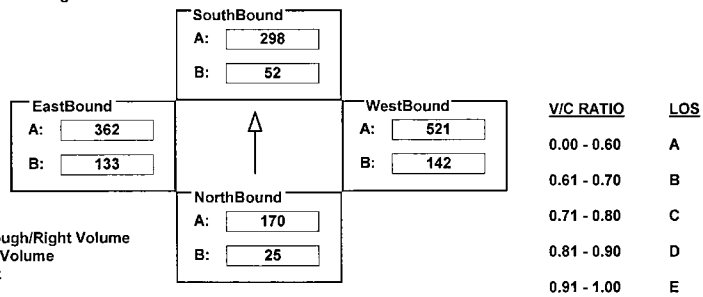 SouthBound
A: 298
B: 52
EastBound
A: 362
B: 133
WestBound
A: 521
B: 142
NorthBound
A: 170
B: 25
ough/Right Volume
Volume
V/C RATIO LOS
0.00 - 0.60 A
0.61 - 0.70 B
0.71 - 0.80 C
0.81 - 0.90 D
0.91 - 1.00 E